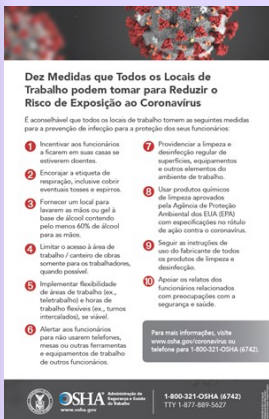 Dez Medidas que Todos os Locais de
Trabalho podem tomar para Reduzir o
Risco de Exposição ao Coronavírus
É aconselhável que todos os locais de trabalho tomem as seguintes medidas
para a prevenção de infecção para a proteção dos seus funcionários:
1 Incentivar aos funcionários
a ficarem em suas casas se
estiverem doentes.
2 Encorajar a etiqueta de
respiração, inclusive cobrir
eventuais tosses e espirros.
3 Fornecer um local para
lavarem as mãos ou gel à
base de álcool contendo
pelo menos 60% de álcool
para as mãos.
4 Limitar o acesso à área de
trabalho / canteiro de obras
somente para os trabalhadores,
quando possível.
5 Implementar flexibilidade
de áreas de trabalho (ex.,
teletrabalho) e horas de
trabalho flexíveis (ex., turnos
intercalados), se viável.
6 Alertar aos funcionários
para não usarem telefones,
mesas ou outras ferramentas
e equipamentos de trabalho
de outros funcionários.
7 Providenciar a limpeza e
desinfecção regular de
superfícies, equipamentos
e outros elementos do
ambiente de trabalho.
8 Usar produtos químicos
de limpeza aprovados
pela Agência de Proteção
Ambiental dos EUA (EPA)
com especificações no rótulo
de ação contra o coronavírus.
9 Seguir as instruções de
uso do fabricante de todos
os produtos de limpeza e
desinfecção.
10 Apoiar os relatos dos
funcionários relacionados
com preocupações com a
segurança e saúde.
Para mais informações, visite
www.osha.gov/coronavirus ou
telefone para 1-800-321-OSHA (6742).
OSHA
Administração de
Segurança e Saúde
do Trabalho
www.osha.gov
1-800-321-OSHA (6742)
TTY 1-877-889-5627